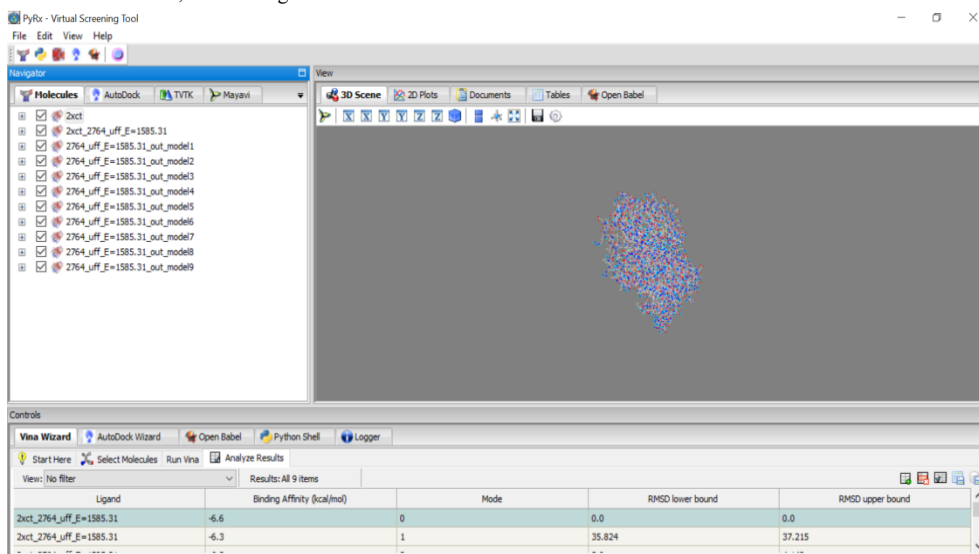 PyRx - Virtual Screening Tool
File Edit View Help
Navigator
View
Molecules AutoDock TVTK Mayavi
3D Scene 2D Plots Documents Tables Open Babel
2xct
2xct_2764_uff_E=1585.31
2764_uff_E=1585.31_out_model1
2764_uff_E=1585.31_out_model2
2764_uff_E=1585.31_out_model3
2764_uff_E=1585.31_out_model4
2764_uff_E=1585.31_out_model5
2764_uff_E=1585.31_out_model6
2764_uff_E=1585.31_out_model7
2764_uff_E=1585.31_out_model8
2764_uff_E=1585.31_out_model9
X X Y Y Z Z
Controls
Vina Wizard AutoDock Wizard Open Babel Python Shell Logger
Start Here Select Molecules Run Vina Analyze Results
View: No filter Results: All 9 items
Ligand Binding Affinity (kcal/mol) Mode RMSD lower bound RMSD upper bound
2xct_2764_uff_E=1585.31 -6.6 0 0.0 0.0
2xct_2764_uff_E=1585.31 -6.3 1 35.824 37.215